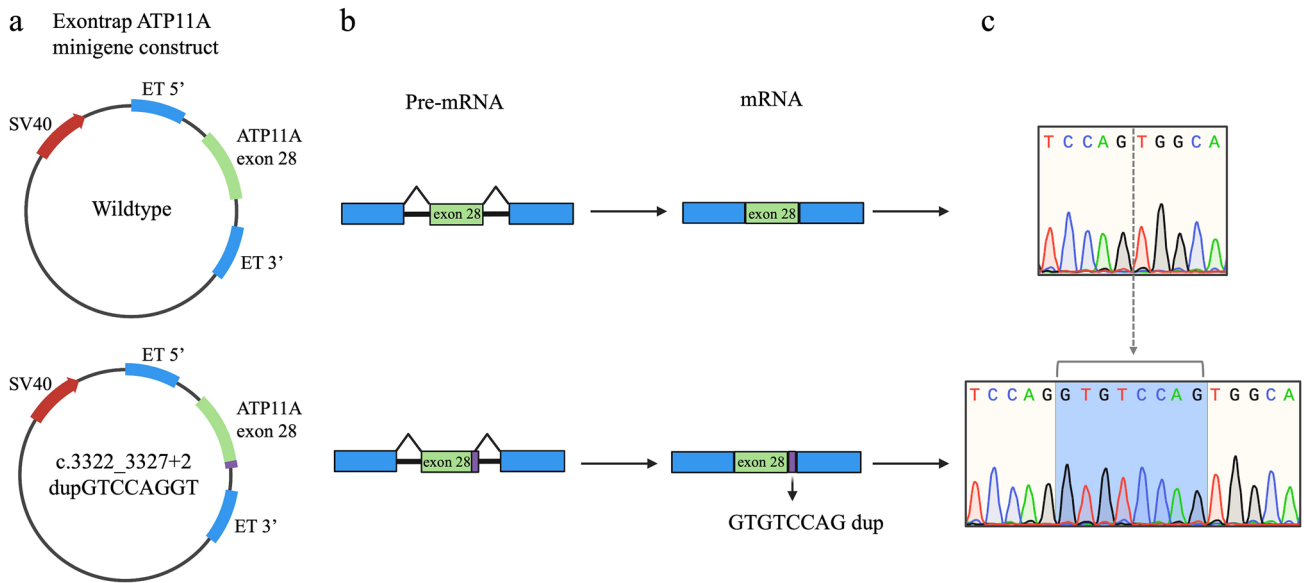 a
Exontrap ATP11A
minigene construct
ET 5’
SV40
ATP11A
exon 28
Wildtype
ET 3’
ET 5’
SV40
ATP11A
exon 28
c.3322_3327+2
dupGTCCAGGT
ET 3’
b
Pre-mRNA
mRNA
exon 28
exon 28
exon 28
exon 28
GTGTCCAG dup
c
T C C A G T G G C A
T C C A G G T G T C C A G T G G C A